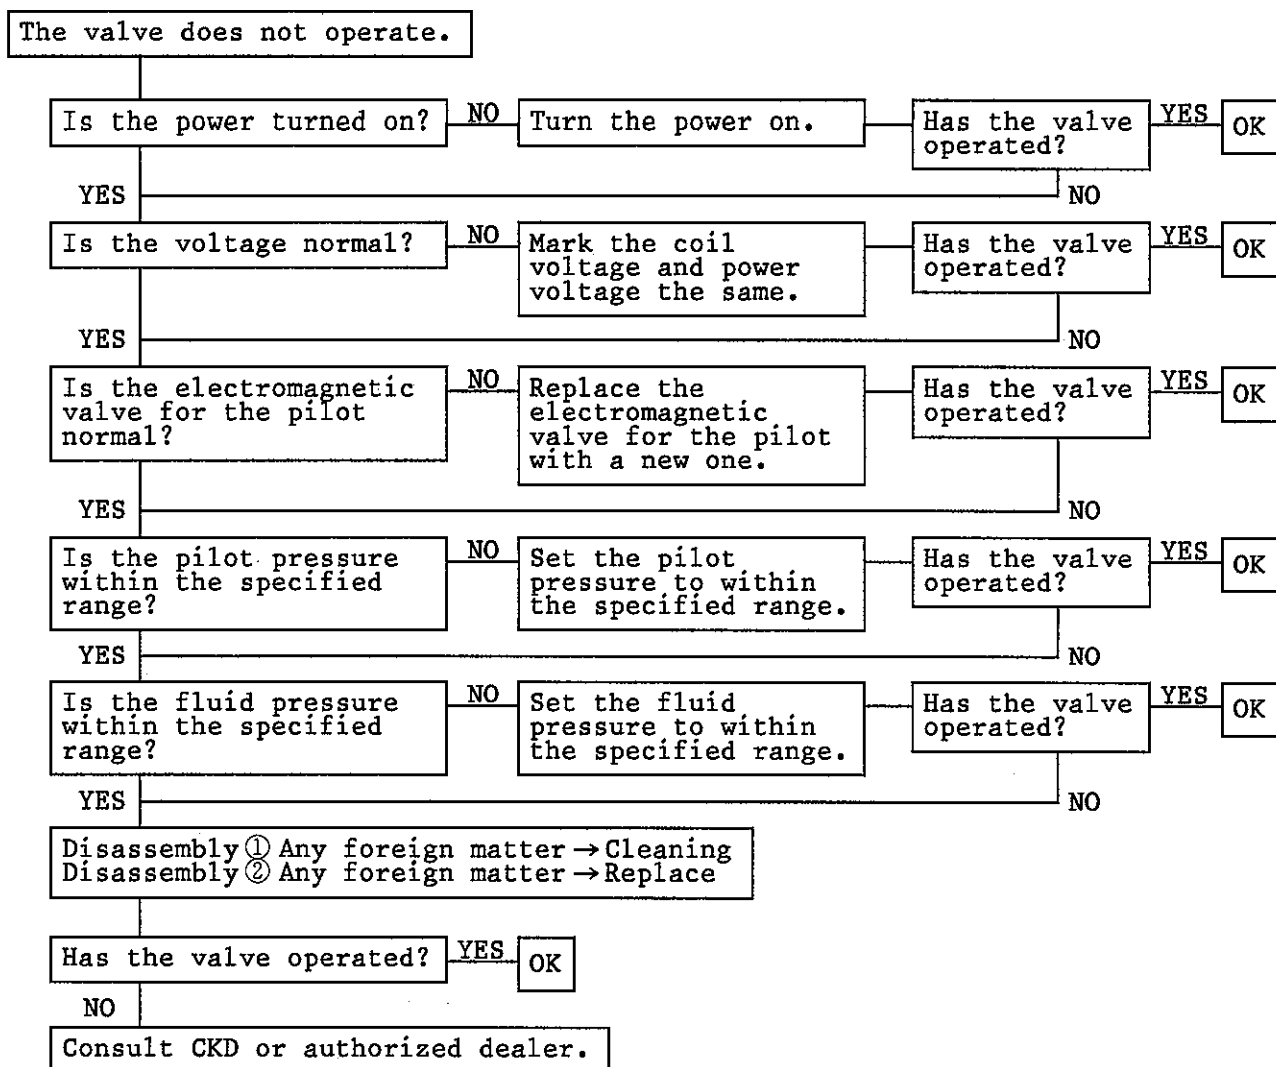 The valve does not operate.
Is the power turned on?
NO
Turn the power on.
Has the valve
operated?
YES
OK
YES
NO
Is the voltage normal?
NO
Mark the coil
voltage and power
voltage the same.
Has the valve
operated?
YES
OK
YES
NO
Is the electromagnetic
valve for the pilot
normal?
NO
Replace the
electromagnetic
valve for the pilot
with a new one.
Has the valve
operated?
YES
OK
YES
NO
Is the pilot pressure
within the specified
range?
NO
Set the pilot
pressure to within
the specified range.
Has the valve
operated?
YES
OK
YES
NO
Is the fluid pressure
within the specified
range?
NO
Set the fluid
pressure to within
the specified range.
Has the valve
operated?
YES
OK
YES
NO
Disassembly ① Any foreign matter → Cleaning
Disassembly ② Any foreign matter → Replace
Has the valve operated?
YES
OK
NO
Consult CKD or authorized dealer.